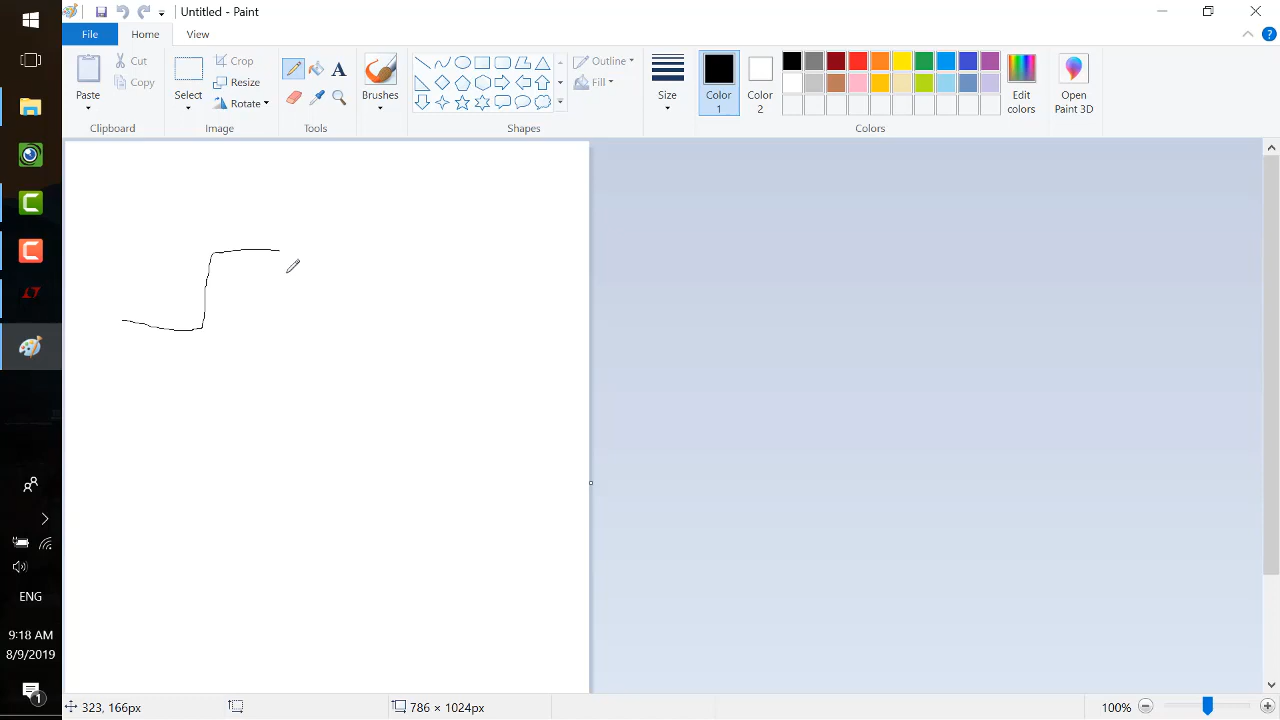 Untitled - Paint
File
Home
View
Paste
Cut
Copy
Clipboard
Select
Crop
Resize
Rotate
Image
A
Tools
Brushes
Outline
Fill
Shapes
Size
Color 1
Color 2
Edit colors
Open Paint 3D
Colors
ENG
9:18 AM
8/9/2019
1
323, 166px
786
1024px
100%